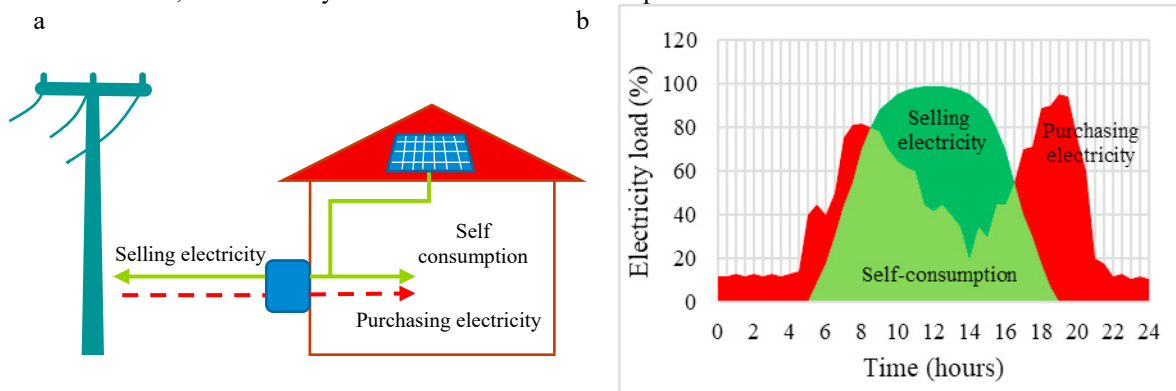 a
b
Selling electricity
Self
consumption
Purchasing electricity
Electricity load (%)
120
100
80
60
40
20
0
Selling
electricity
Purchasing
electricity
Self-consumption
0 2 4 6 8 10 12 14 16 18 20 22 24
Time (hours)